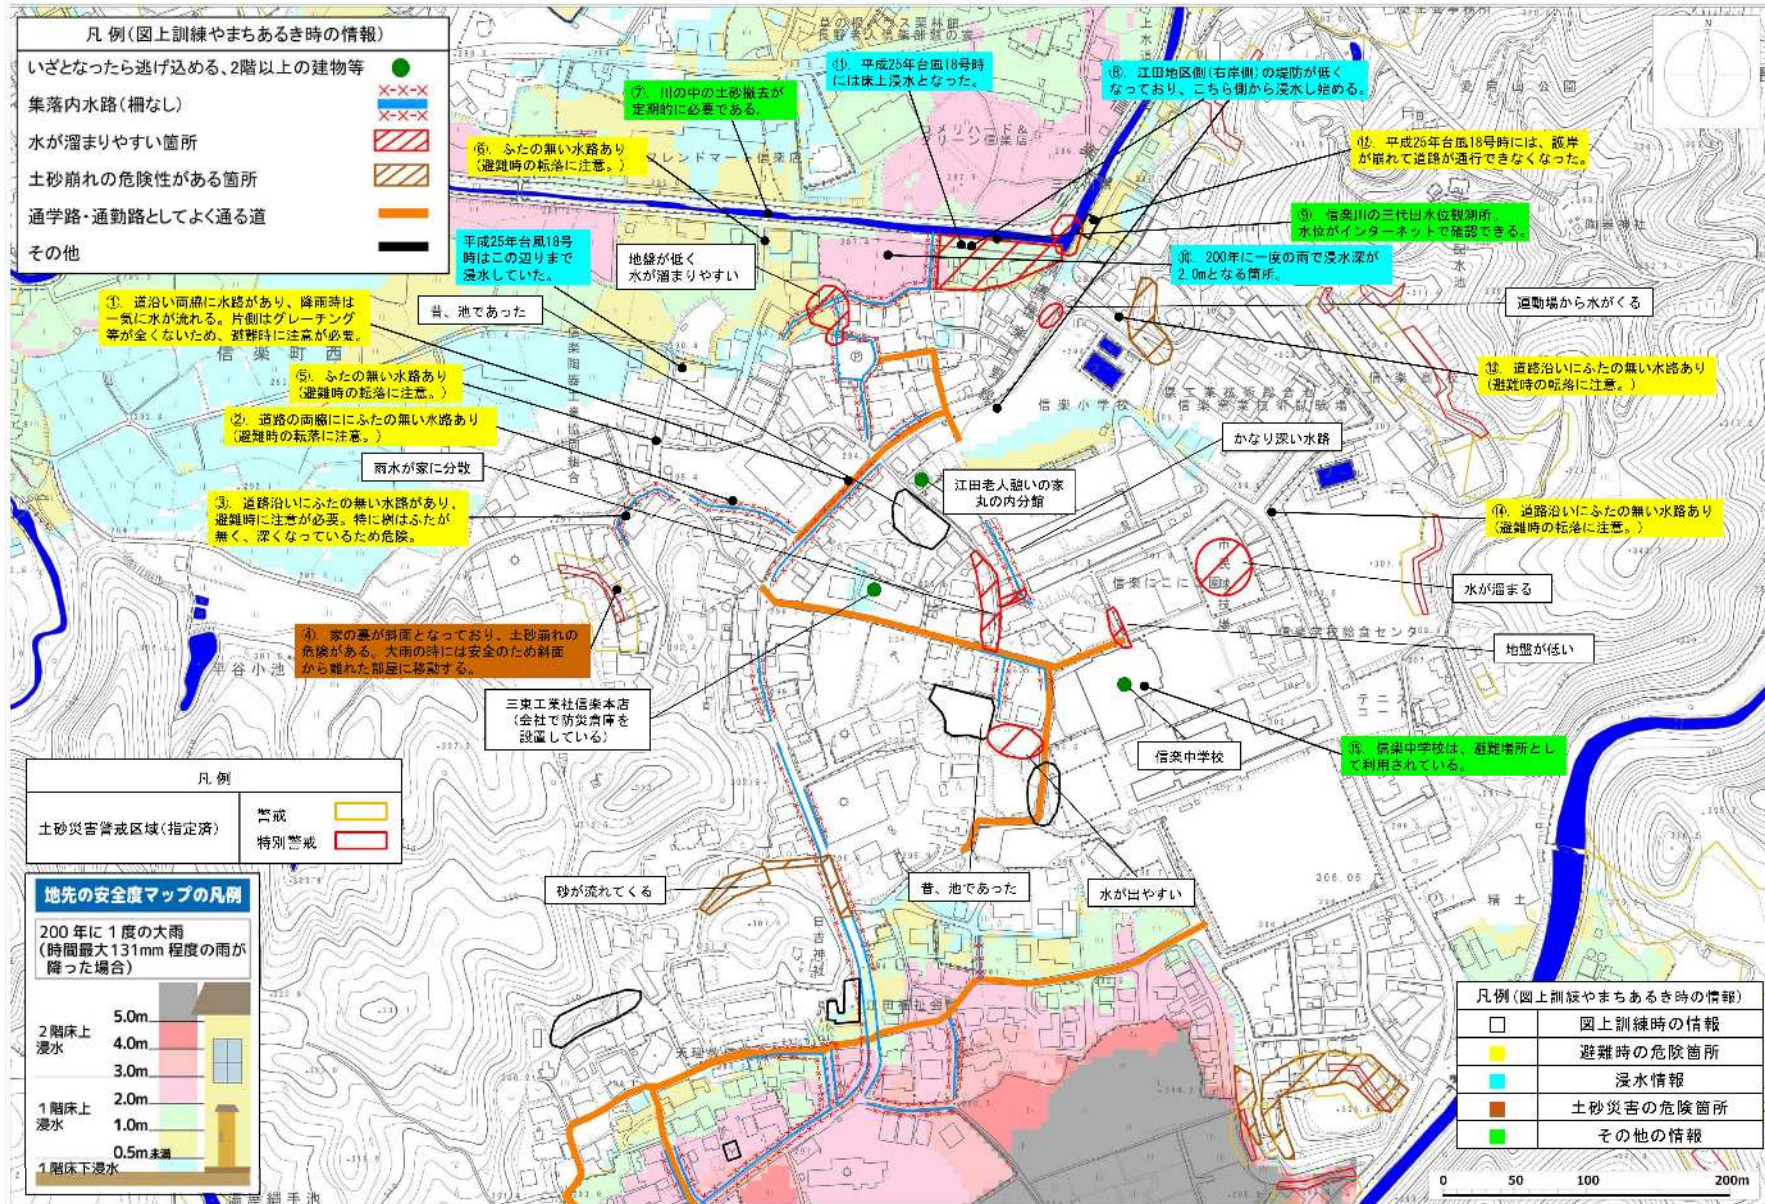 凡例(図上訓練やまちあるき時の情報)
いざとなったら逃げ込める、2階以上の建物等
集落内水路(柵なし)
水が溜まりやすい箇所
土砂崩れの危険性がある箇所
通学路・通勤路としてよく通る道
その他
⑦. 川の中の土砂撤去が
定期的に必要である。
⑪. 平成25年台風18号時
には床上浸水となった。
⑧. 江田地区側(右岸側)の堤防が低く
なっており、こちら側から浸水し始める。
⑥. ふたの無い水路あり
(避難時の転落に注意。)
⑫. 平成25年台風18号時には、護岸
が崩れて道路が通行できなくなった。
⑨. 信楽川の三代出水位観測所。
水位がインターネットで確認できる。
⑩. 200年に一度の雨で浸水深が
2.0mとなる箇所。
平成25年台風18号
時はこの辺りまで
浸水していた。
地盤が低く
水が溜まりやすい
①. 道沿い両脇に水路があり、降雨時は
一気に水が流れる。片側はグレーチング
等が全くないため、避難時に注意が必要。
昔、池であった
運動場から水がくる
⑬. 道路沿いにふたの無い水路あり
(避難時の転落に注意。)
信楽町西
⑤. ふたの無い水路あり
(避難時の転落に注意。)
②. 道路の両脇ににふたの無い水路あり
(避難時の転落に注意。)
雨水が家に分散
③. 道路沿いにふたの無い水路があり、
避難時に注意が必要。特に桝はふたが
無く、深くなっているため危険。
信楽陶器工業協同組合
信楽小学校
信楽窯業技術試験場
かなり深い水路
江田老人憩いの家
丸の内分館
⑭. 道路沿いにふたの無い水路あり
(避難時の転落に注意。)
水が溜まる
④. 家の裏が斜面となっており、土砂崩れの
危険がある。大雨の時には安全のため斜面
から離れた部屋に移動する。
地盤が低い
平谷小池
三東工業社信楽本店
(会社で防災倉庫を
設置している)
テニス
コート
信楽中学校
⑮. 信楽中学校は、避難場所とし
て利用されている。
凡例
土砂災害警戒区域(指定済)
警戒
特別警戒
砂が流れてくる
昔、池であった
水が出やすい
日吉神社
地先の安全度マップの凡例
200年に1度の大雨
(時間最大131mm程度の雨が
降った場合)
5.0m
2階床上
浸水
4.0m
3.0m
2.0m
1階床上
浸水
1.0m
0.5m未満
1階床下浸水
凡例(図上訓練やまちあるき時の情報)
図上訓練時の情報
避難時の危険箇所
浸水情報
土砂災害の危険箇所
その他の情報
0 50 100 200m